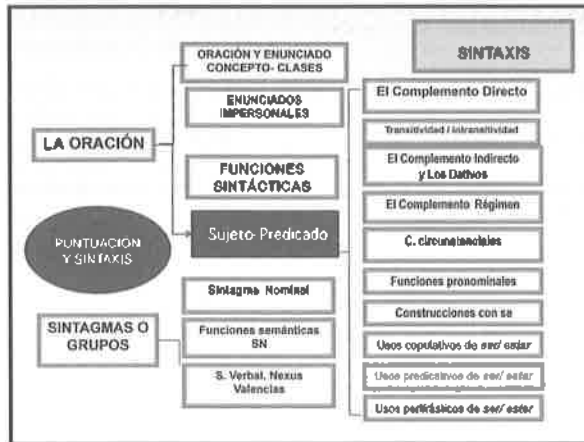 SINTAXIS
ORACIÓN Y ENUNCIADO
CONCEPTO- CLASES
ENUNCIADOS
IMPERSONALES
LA ORACIÓN
FUNCIONES
SINTÁCTICAS
Sujeto-Predicado
PUNTUACIÓN
Y SINTAXIS
SINTAGMAS O
GRUPOS
Sintagma Nominal
Funciones semánticas
SN
S. Verbal, Nexus
Valencias
El Complemento Directo
Transitividad / Intransitividad
El Complemento Indirecto
y Los Dativos
El Complemento Régimen
C. circunstanciales
Funciones pronominales
Construcciones con se
Usos copulativos de ser/ estar
Usos predicativos de ser/ estar
Usos perifrásticos de ser/ estar